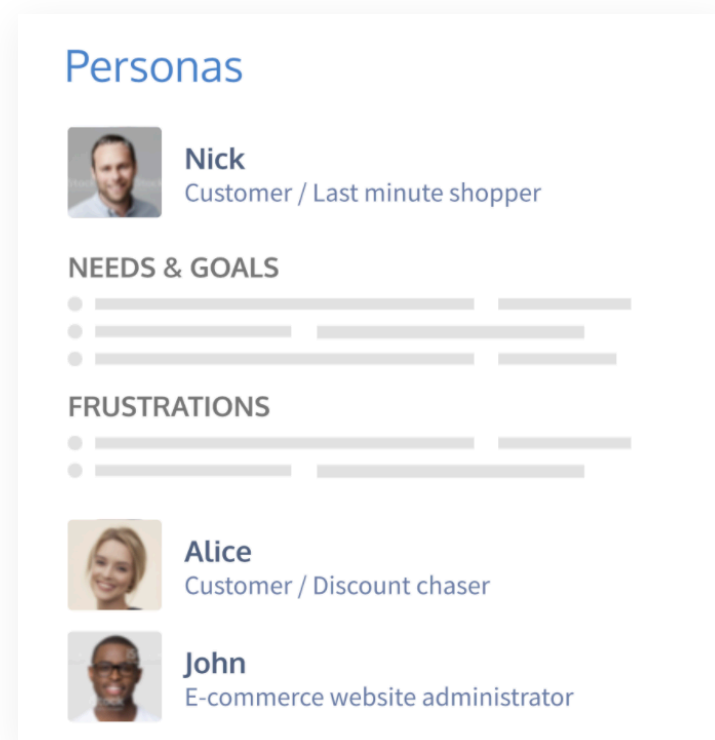 Personas
Nick
Customer / Last minute shopper
NEEDS & GOALS
FRUSTRATIONS
Alice
Customer / Discount chaser
John
E-commerce website administrator